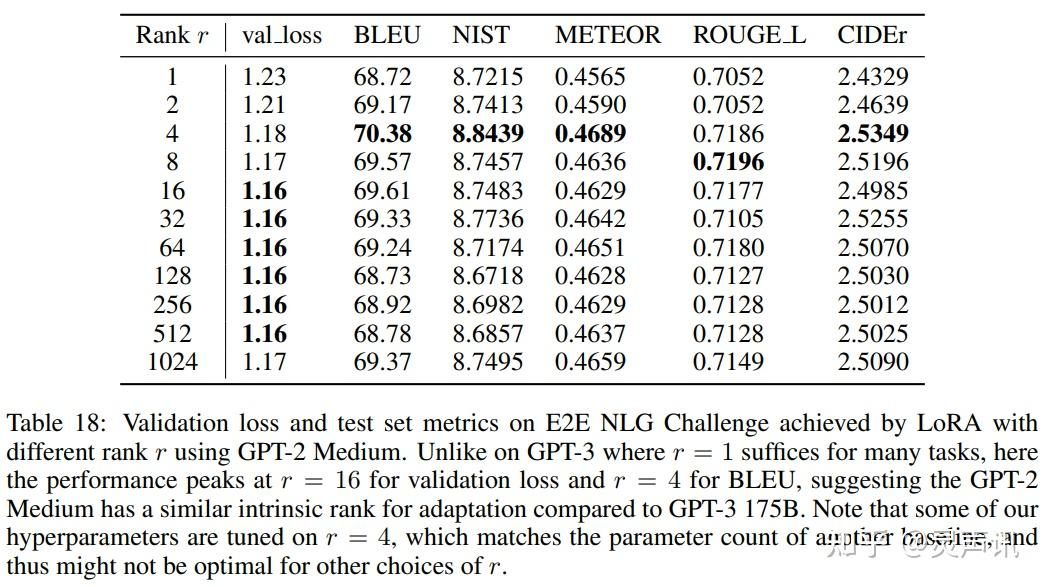 Rank r val_loss BLEU NIST METEOR ROUGE_L CIDEr
1 1.23 68.72 8.7215 0.4565 0.7052 2.4329
2 1.21 69.17 8.7413 0.4590 0.7052 2.4639
4 1.18 70.38 8.8439 0.4689 0.7186 2.5349
8 1.17 69.57 8.7457 0.4636 0.7196 2.5196
16 1.16 69.61 8.7483 0.4629 0.7177 2.4985
32 1.16 69.33 8.7736 0.4642 0.7105 2.5255
64 1.16 69.24 8.7174 0.4651 0.7180 2.5070
128 1.16 68.73 8.6718 0.4628 0.7127 2.5030
256 1.16 68.92 8.6982 0.4629 0.7128 2.5012
512 1.16 68.78 8.6857 0.4637 0.7128 2.5025
1024 1.17 69.37 8.7495 0.4659 0.7149 2.5090
Table 18: Validation loss and test set metrics on E2E NLG Challenge achieved by LoRA with
different rank r using GPT-2 Medium. Unlike on GPT-3 where r = 1 suffices for many tasks, here
the performance peaks at r = 16 for validation loss and r = 4 for BLEU, suggesting the GPT-2
Medium has a similar intrinsic rank for adaptation compared to GPT-3 175B. Note that some of our
hyperparameters are tuned on r = 4, which matches the parameter count of another baseline, and
thus might not be optimal for other choices of r.
知乎 @灵声讯